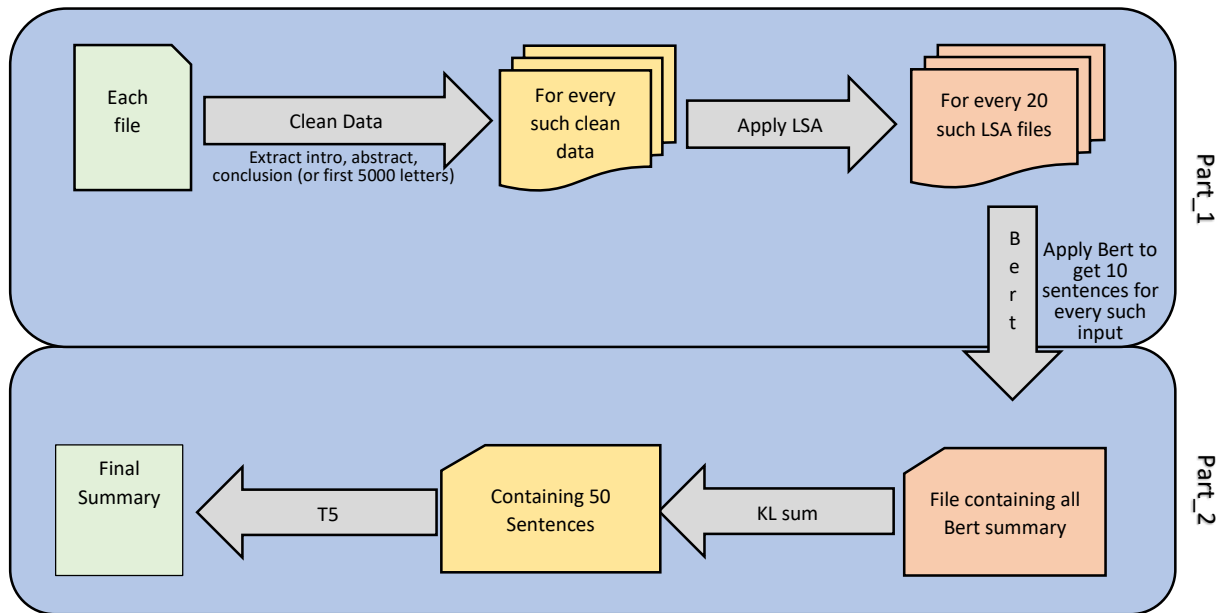 Each
file
Clean Data
Extract intro, abstract,
conclusion (or first 5000 letters)
For every
such clean
data
Apply LSA
For every 20
such LSA files
Part_1
B
e
r
t
Apply Bert to
get 10
sentences for
every such
input
Final
Summary
T5
Containing 50
Sentences
KL sum
File containing all
Bert summary
Part_2